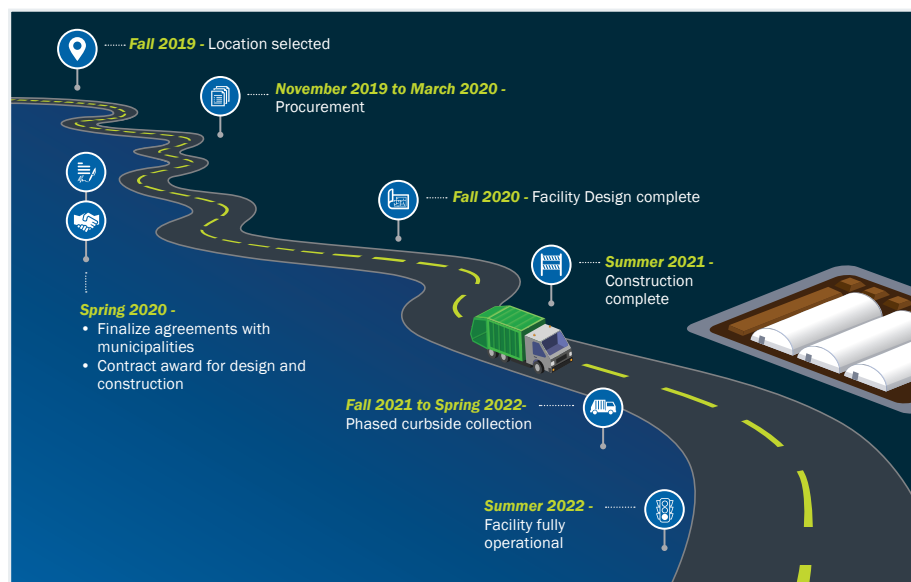 Fall 2019 - Location selected
November 2019 to March 2020 -
Procurement
Spring 2020 -
• Finalize agreements with
municipalities
• Contract award for design and
construction
Fall 2020 - Facility Design complete
Summer 2021 -
Construction
complete
Fall 2021 to Spring 2022-
Phased curbside collection
Summer 2022 -
Facility fully
operational